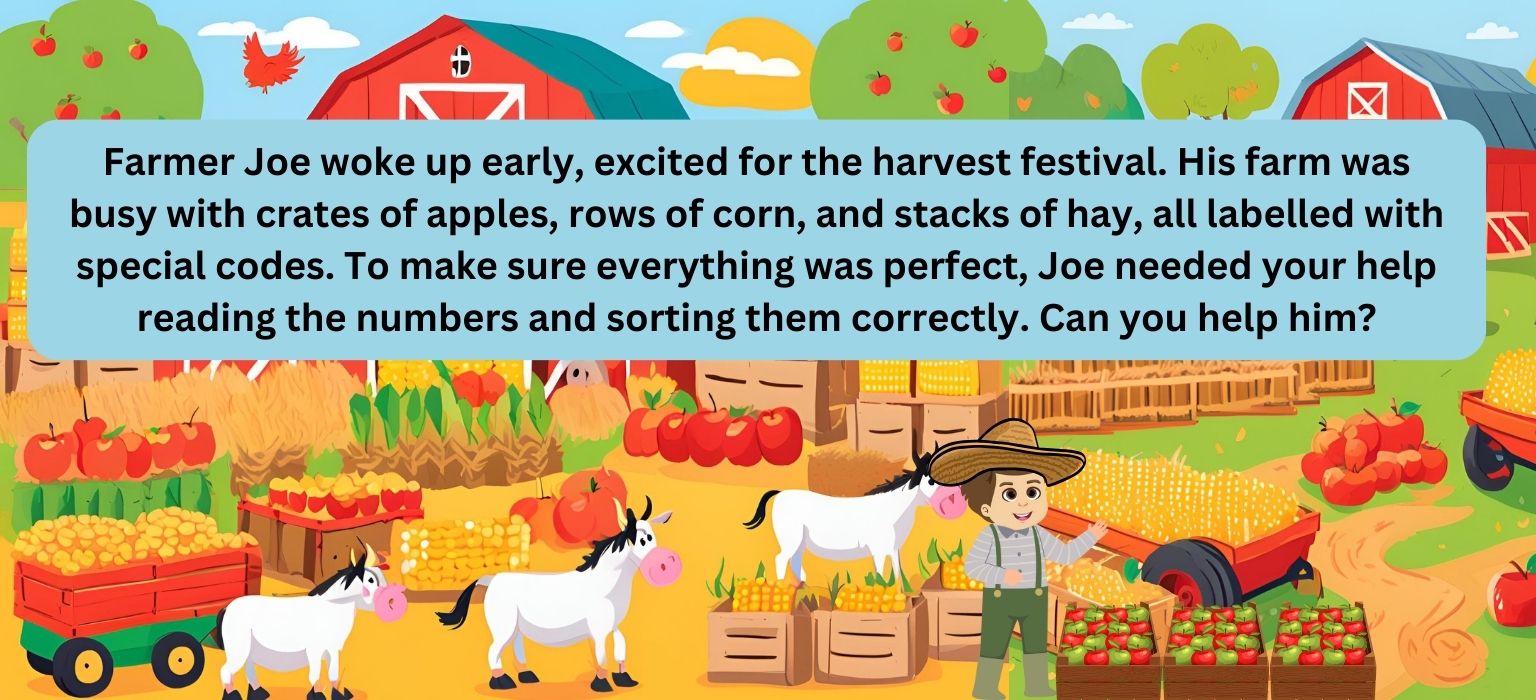 Farmer Joe woke up early, excited for the harvest festival. His farm was
busy with crates of apples, rows of corn, and stacks of hay, all labelled with
special codes. To make sure everything was perfect, Joe needed your help
reading the numbers and sorting them correctly. Can you help him?